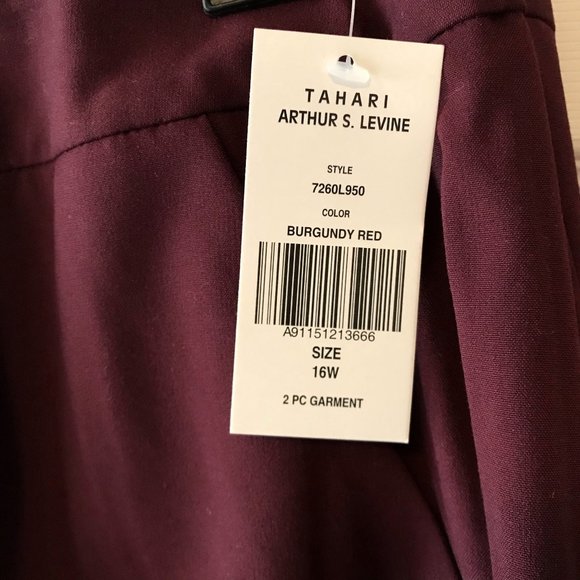 TAHARI
ARTHUR S. LEVINE
STYLE
7260L950
COLOR
BURGUNDY RED
A91151213666
SIZE
16W
2 PC GARMENT